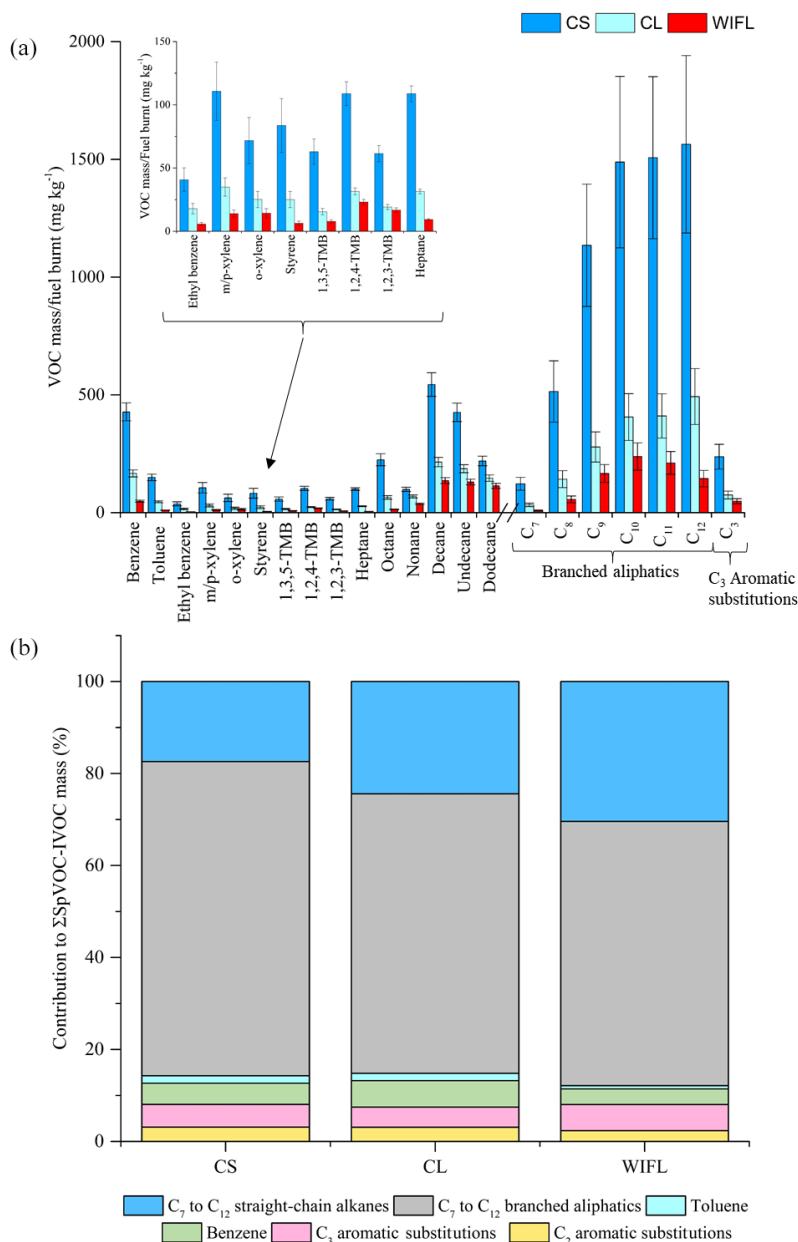 CS CL WIFL
(a)
VOC mass/fuel burnt (mg kg⁻¹)
2000
1500
1000
500
0
VOC mass/Fuel burnt (mg kg⁻¹)
150
100
50
0
Ethyl benzene
m/p-xylene
o-xylene
Styrene
1,3,5-TMB
1,2,4-TMB
1,2,3-TMB
Heptane
Benzene
Toluene
Ethyl benzene
m/p-xylene
o-xylene
Styrene
1,3,5-TMB
1,2,4-TMB
1,2,3-TMB
Heptane
Octane
Nonane
Decane
Undecane
Dodecane
C₇
C₈
C₉
C₁₀
C₁₁
C₁₂
C₃
Branched aliphatics
C₃ Aromatic
substitutions
(b)
Contribution to ΣSpVOC-IVOC mass (%)
100
80
60
40
20
0
CS CL WIFL
C₇ to C₁₂ straight-chain alkanes C₇ to C₁₂ branched aliphatics Toluene
Benzene C₃ aromatic substitutions C₂ aromatic substitutions